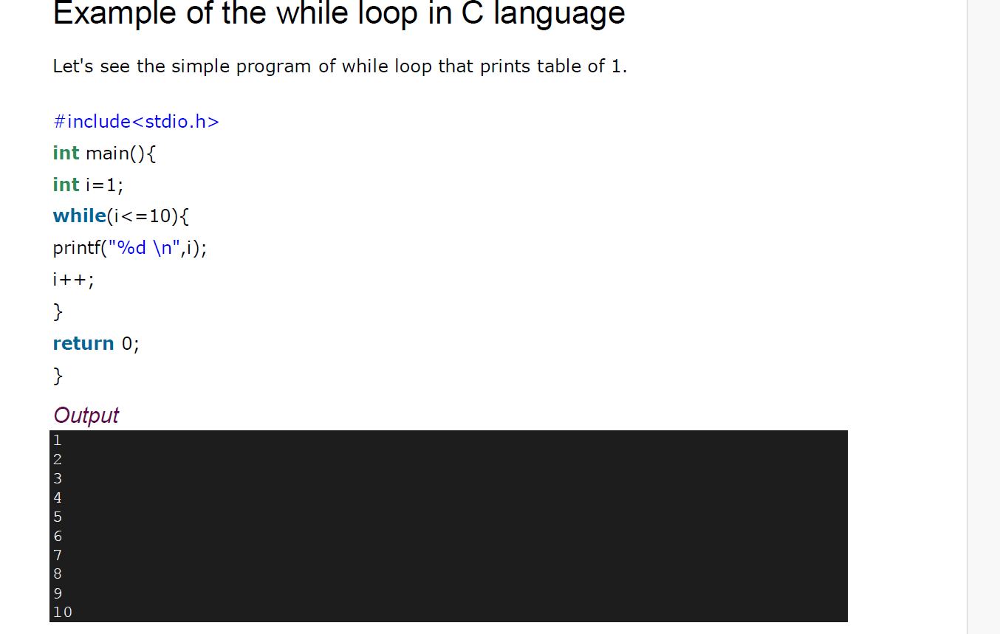 Example of the while loop in C language
Let's see the simple program of while loop that prints table of 1.
#include<stdio.h>
int main(){
int i=1;
while(i<=10){
printf("%d \n",i);
i++;
}
return 0;
}
Output
1
2
3
4
5
6
7
8
9
10